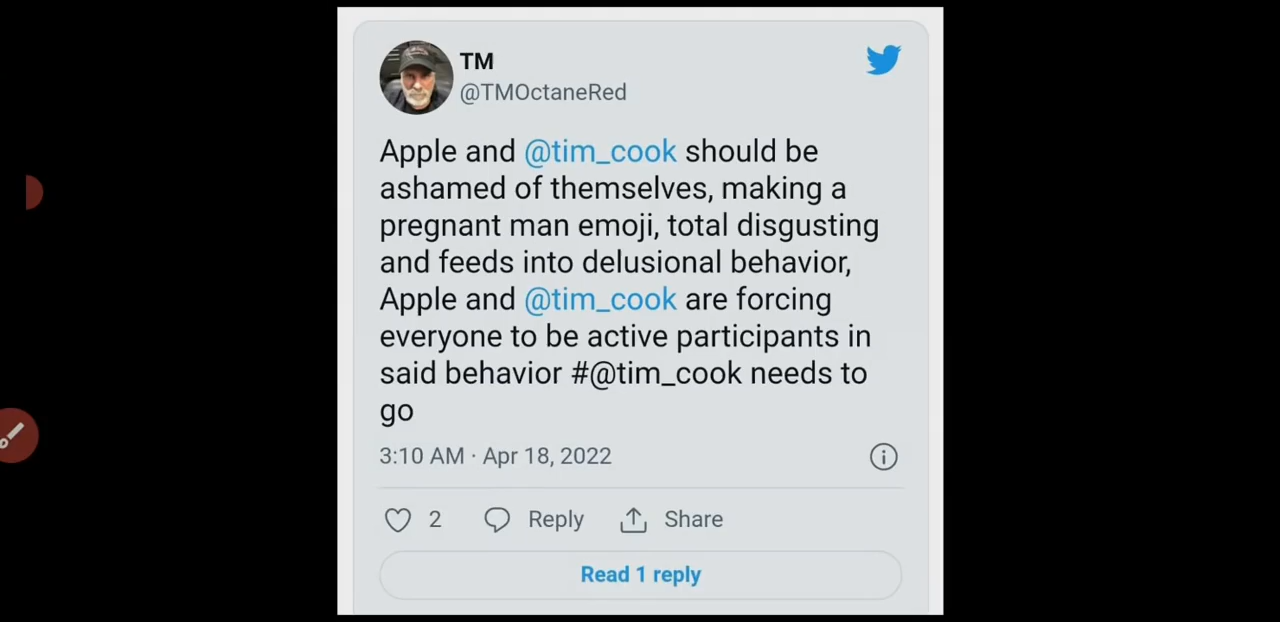 TM
@TMOctaneRed
Apple and @tim_cook should be
ashamed of themselves, making a
pregnant man emoji, total disgusting
and feeds into delusional behavior,
Apple and @tim_cook are forcing
everyone to be active participants in
said behavior #@tim_cook needs to
go
3:10 AM · Apr 18, 2022
2 Reply Share
Read 1 reply